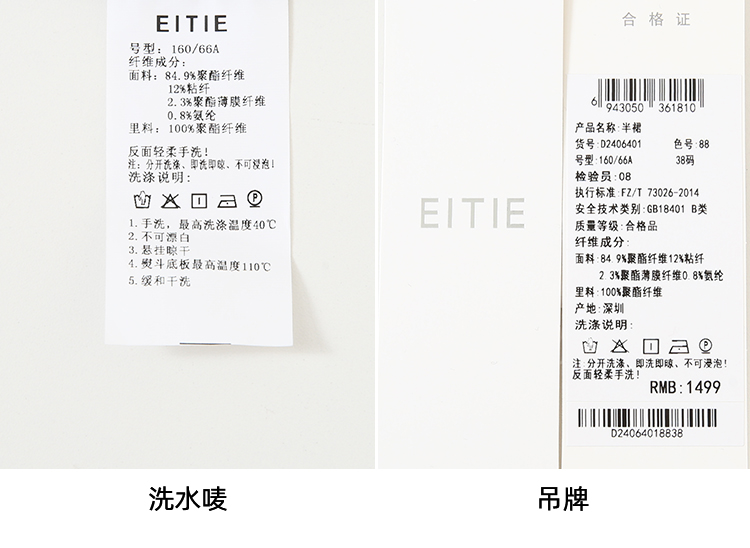 EITIE
号型：160/66A
纤维成分：
面料：84.9%聚酯纤维
12%粘纤
2.3%聚酯薄膜纤维
0.8%氨纶
里料：100%聚酯纤维
反面轻柔手洗！
注：分开洗涤、即洗即晾、不可浸泡！
洗涤说明：
1.手洗，最高洗涤温度40℃
2.不可漂白
3.悬挂晾干
4.熨斗底板最高温度110℃
5.缓和干洗
洗水唛
EITIE
合格证
6 943050 361810
产品名称:半裙
货号:D2406401 色号:88
号型:160/66A 38码
检验员:08
执行标准:FZ/T 73026-2014
安全技术类别:GB18401 B类
质量等级:合格品
纤维成分:
面料:84.9%聚酯纤维12%粘纤
2.3%聚酯薄膜纤维0.8%氨纶
里料:100%聚酯纤维
产地:深圳
洗涤说明:
注:分开洗涤、即洗即晾、不可浸泡!
反面轻柔手洗!
RMB:1499
D24064018838
吊牌